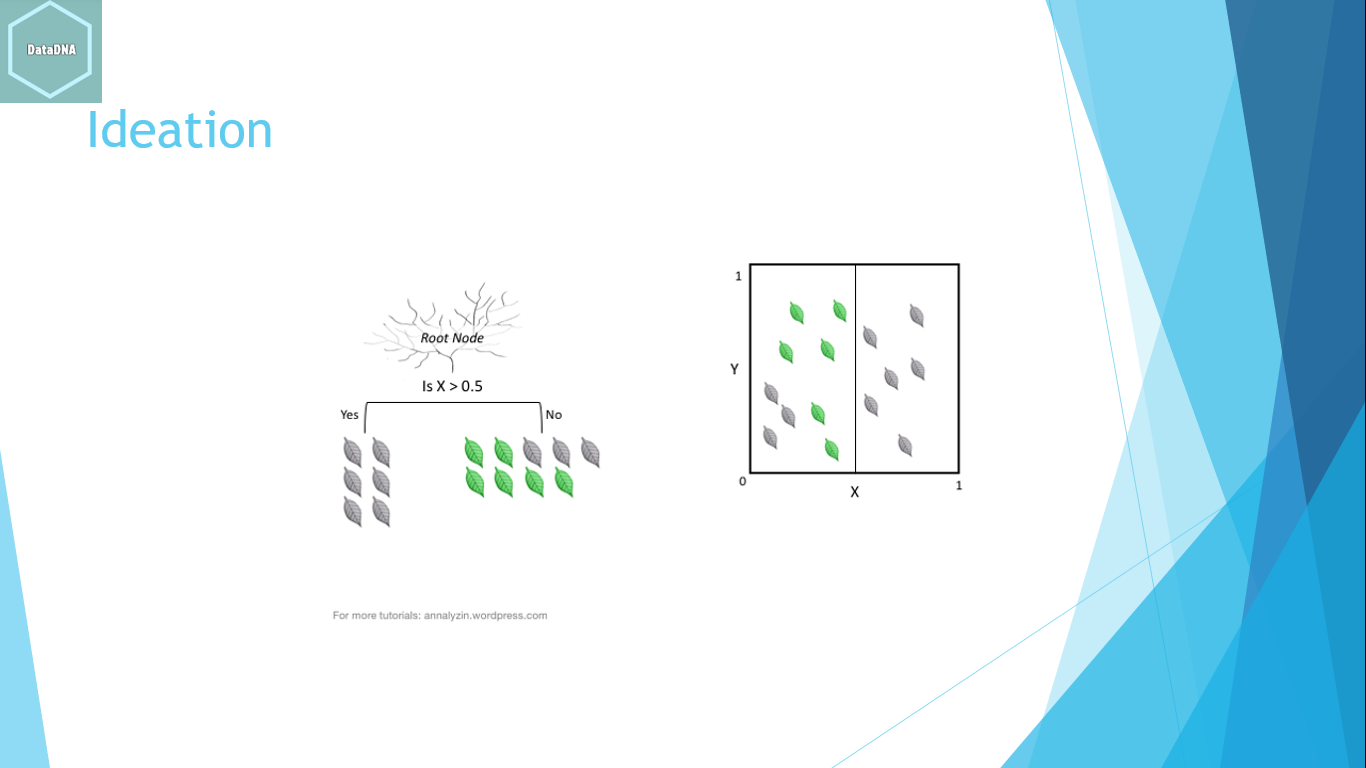 DataDNA
Ideation
Root Node
Is X > 0.5
Yes
No
1
Y
0
X
1
For more tutorials: annalyzin.wordpress.com